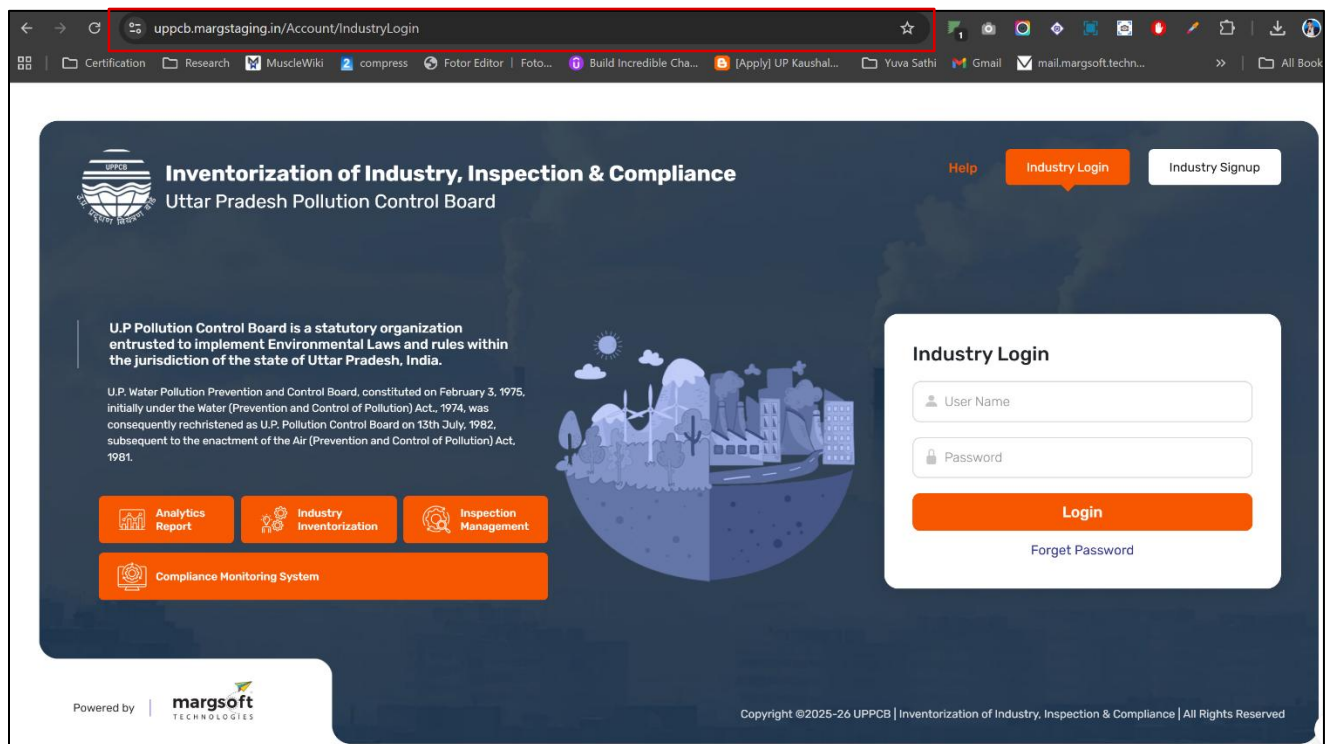 uppcb.margstaging.in/Account/IndustryLogin
1
Certification Research MuscleWiki 2 compress Fotor Editor | Foto... Build Incredible Cha... [Apply] UP Kaushal... Yuva Sathi Gmail mail.margsoft.techn... » All Book
UPPCB
Inventorization of Industry, Inspection & Compliance
Uttar Pradesh Pollution Control Board
Help Industry Login Industry Signup
U.P Pollution Control Board is a statutory organization
entrusted to implement Environmental Laws and rules within
the jurisdiction of the state of Uttar Pradesh, India.
U.P. Water Pollution Prevention and Control Board, constituted on February 3, 1975,
initially under the Water (Prevention and Control of Pollution) Act., 1974, was
consequently rechristened as U.P. Pollution Control Board on 13th July, 1982,
subsequent to the enactment of the Air (Prevention and Control of Pollution) Act,
1981.
Analytics
Report
Industry
Inventorization
Inspection
Management
Compliance Monitoring System
Industry Login
User Name
Password
Login
Forget Password
Powered by
margsoft
TECHNOLOGIES
Copyright ©2025-26 UPPCB | Inventorization of Industry, Inspection & Compliance | All Rights Reserved